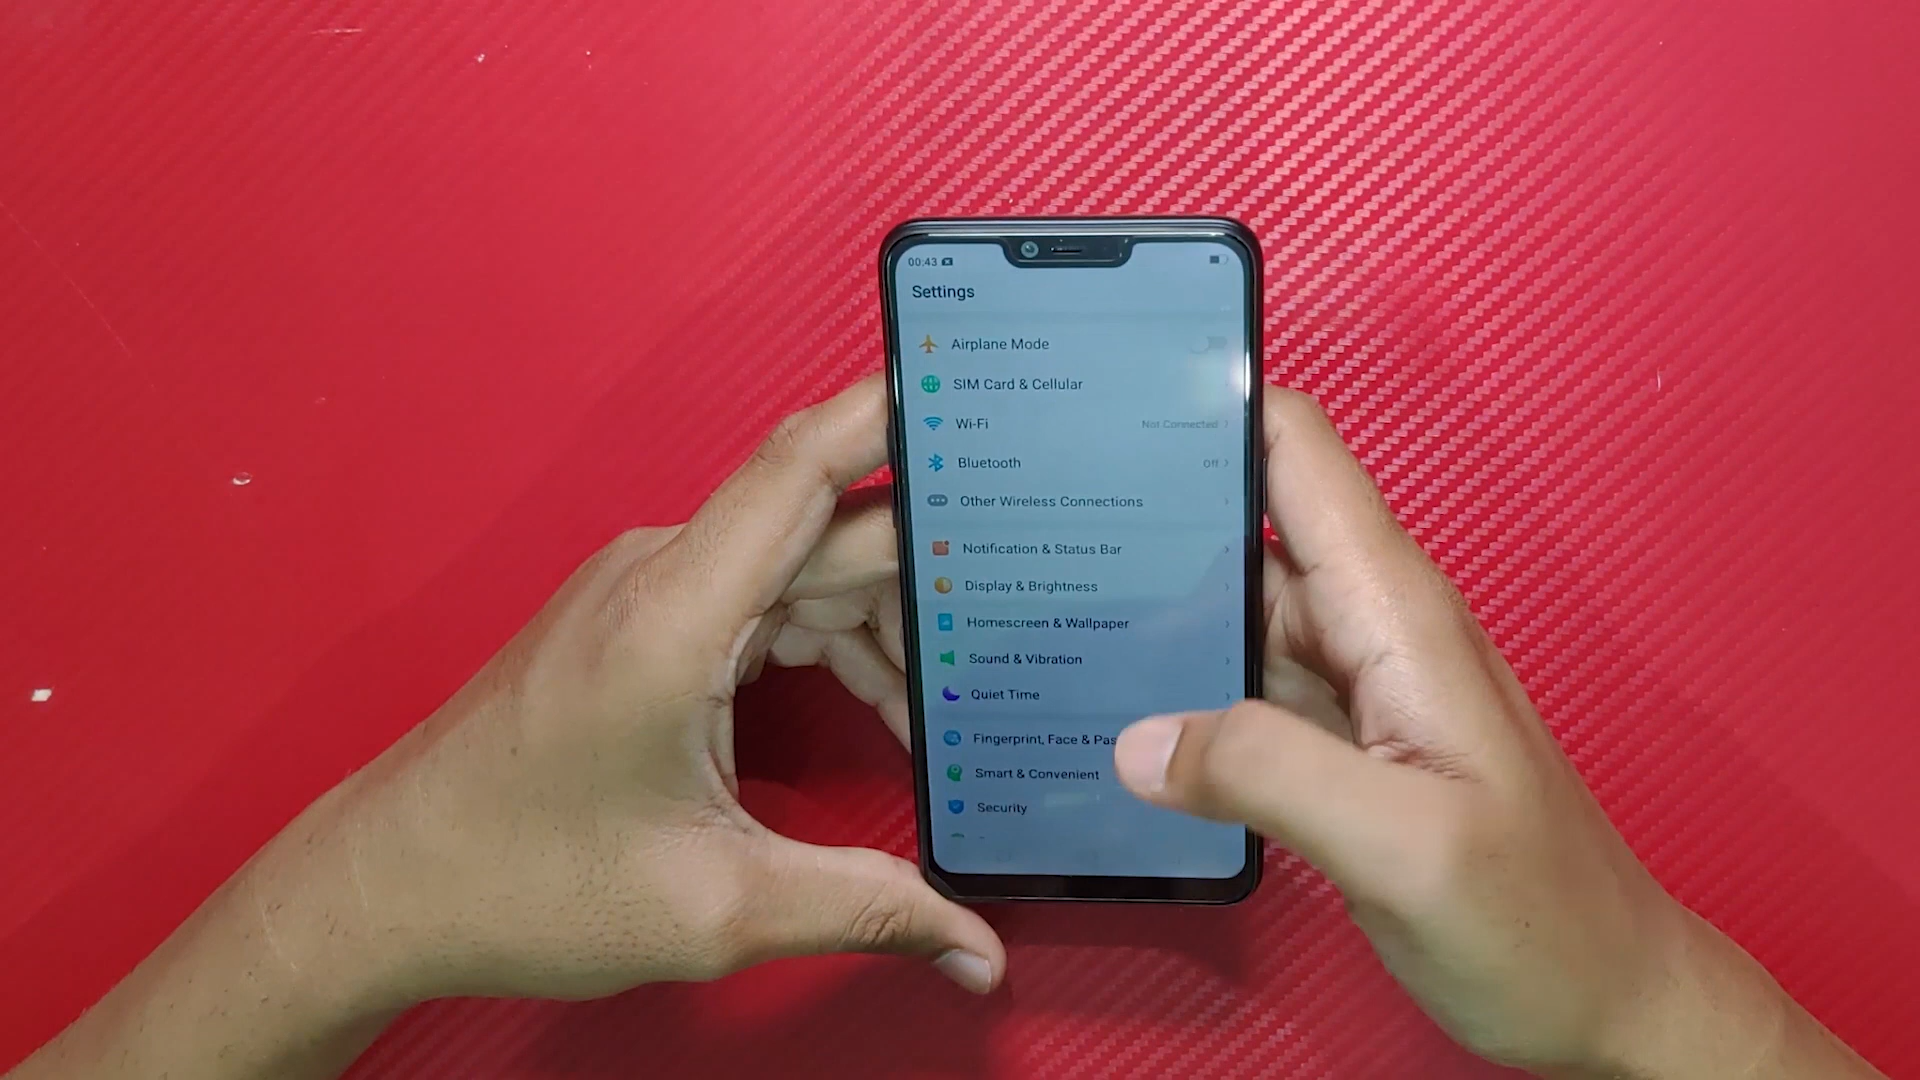 00:43
Settings
Airplane Mode
SIM Card & Cellular
Wi-Fi Not Connected
Bluetooth Off
Other Wireless Connections
Notification & Status Bar
Display & Brightness
Homescreen & Wallpaper
Sound & Vibration
Quiet Time
Fingerprint, Face & Pas
Smart & Convenient
Security